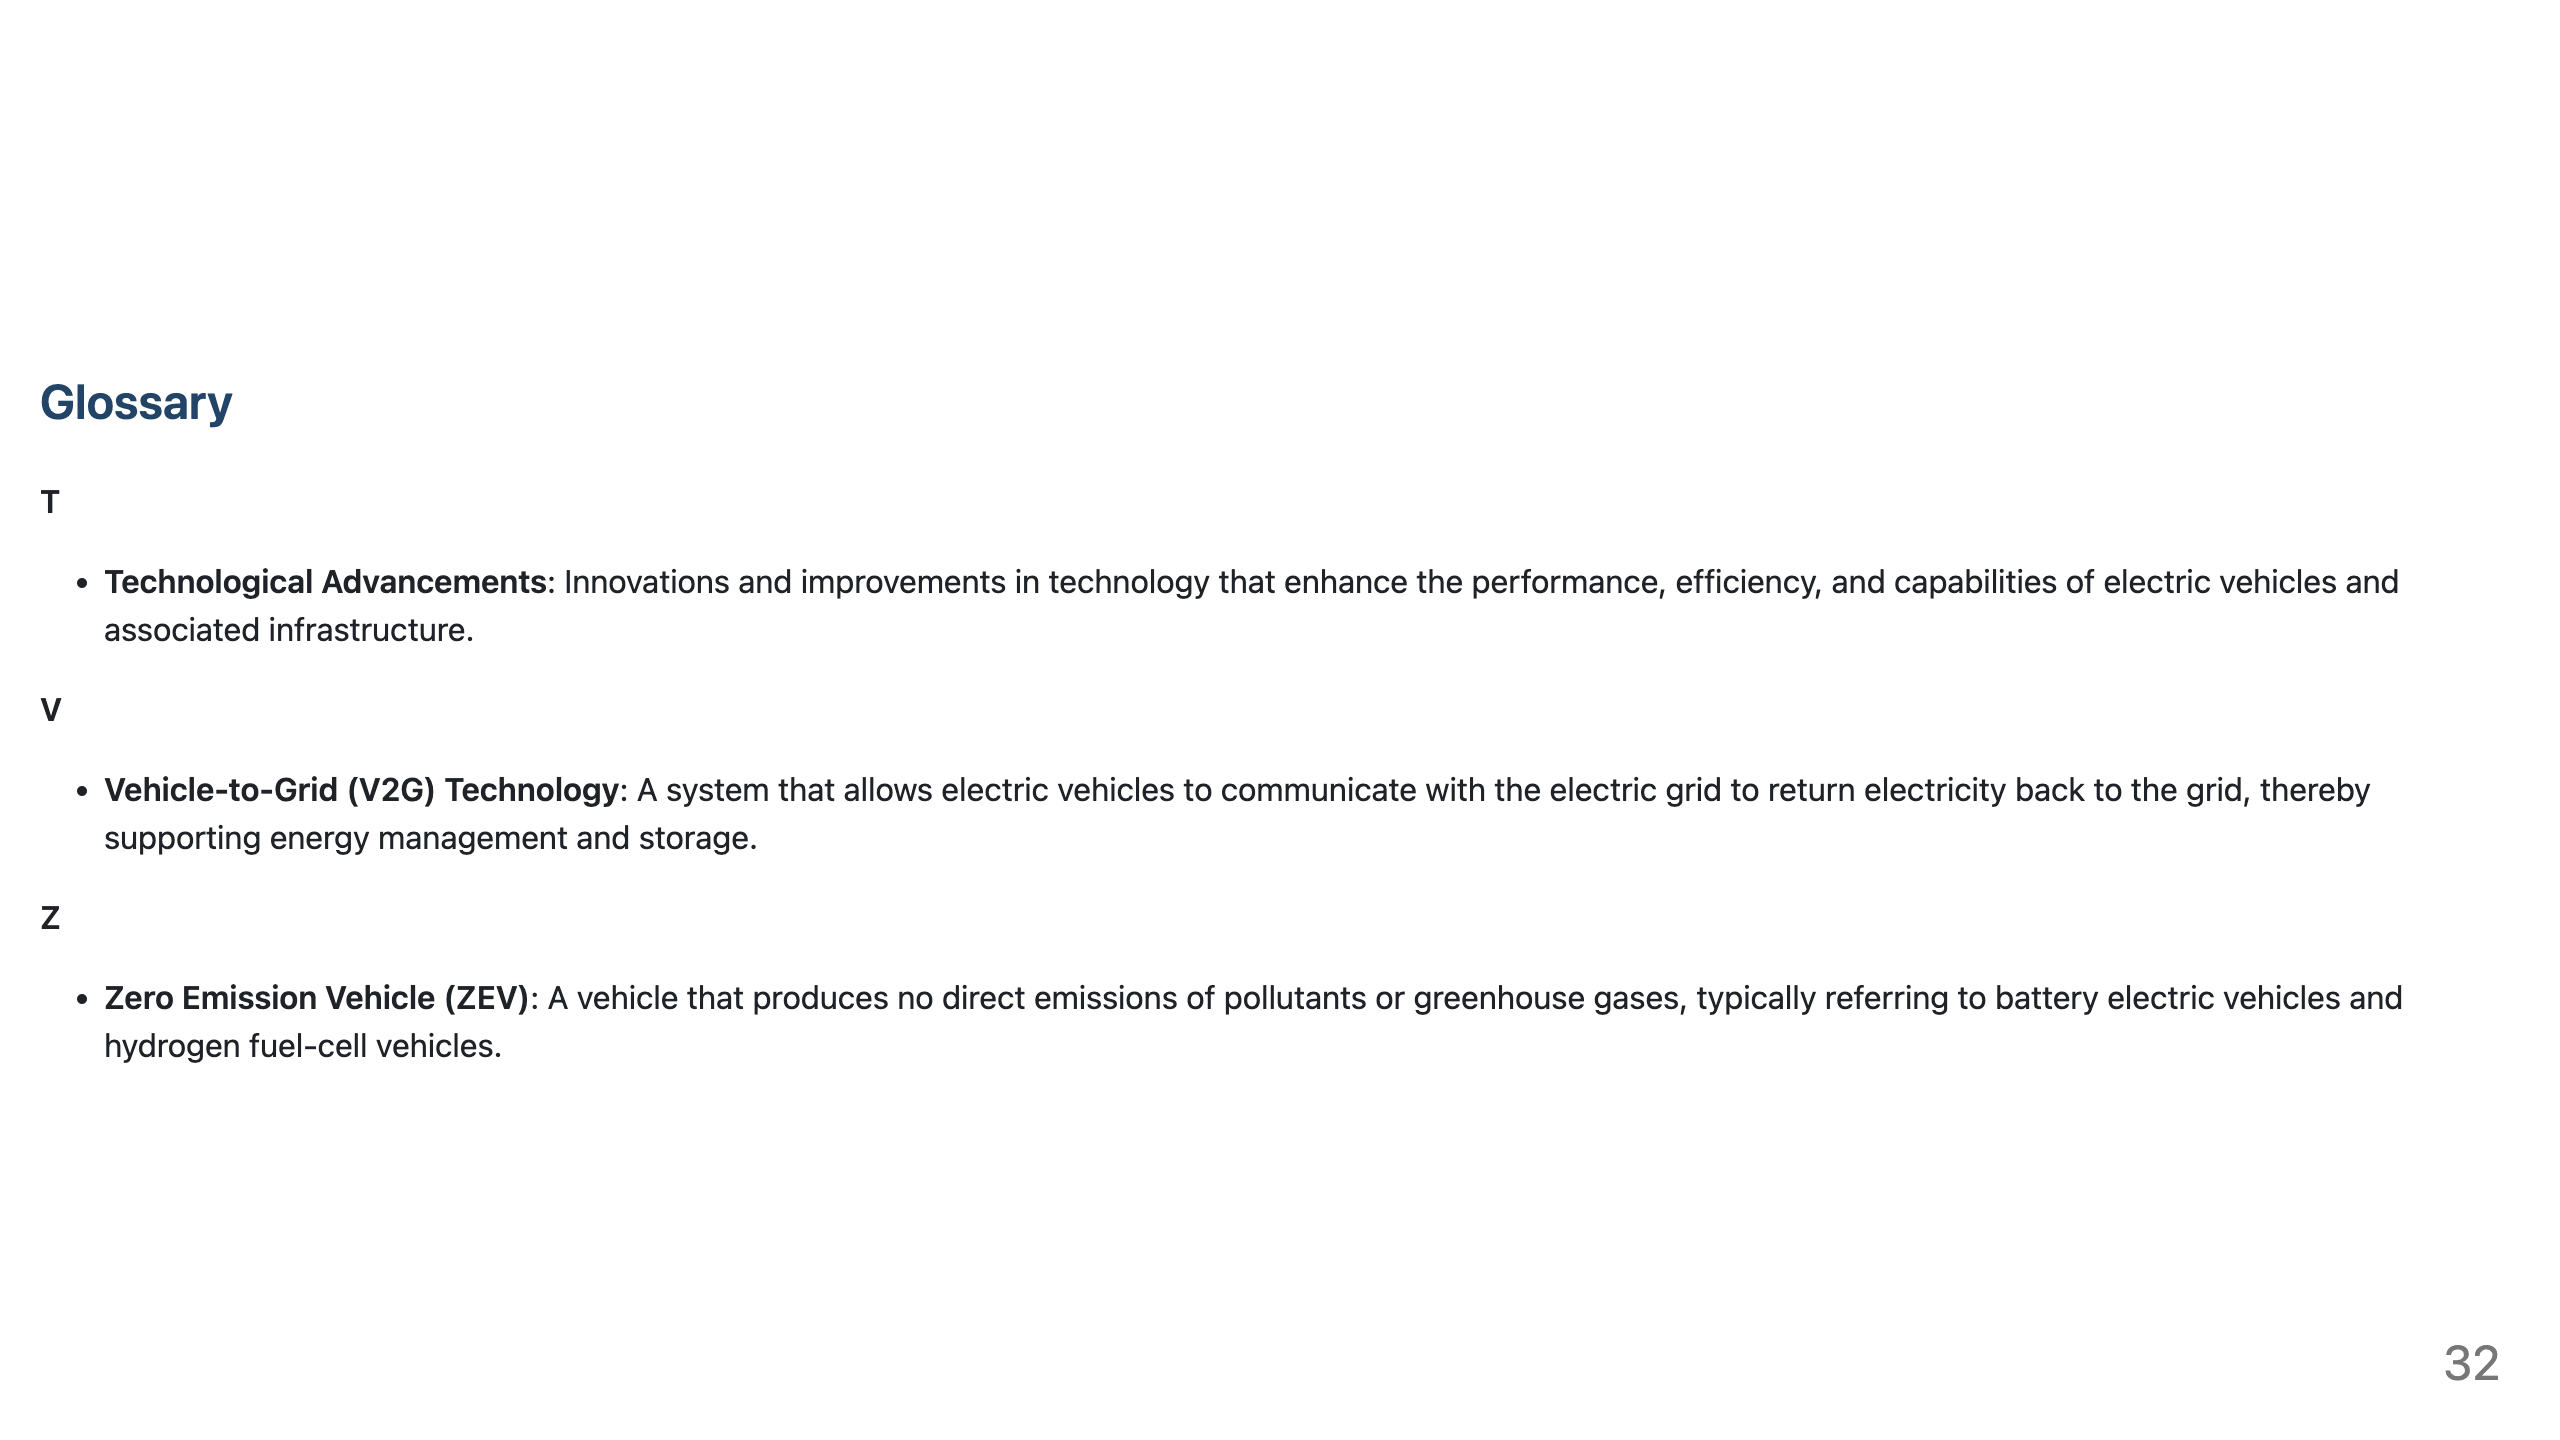 Glossary
T
• Technological Advancements: Innovations and improvements in technology that enhance the performance, efficiency, and capabilities of electric vehicles and
associated infrastructure.
V
• Vehicle-to-Grid (V2G) Technology: A system that allows electric vehicles to communicate with the electric grid to return electricity back to the grid, thereby
supporting energy management and storage.
Z
• Zero Emission Vehicle (ZEV): A vehicle that produces no direct emissions of pollutants or greenhouse gases, typically referring to battery electric vehicles and
hydrogen fuel-cell vehicles.
32